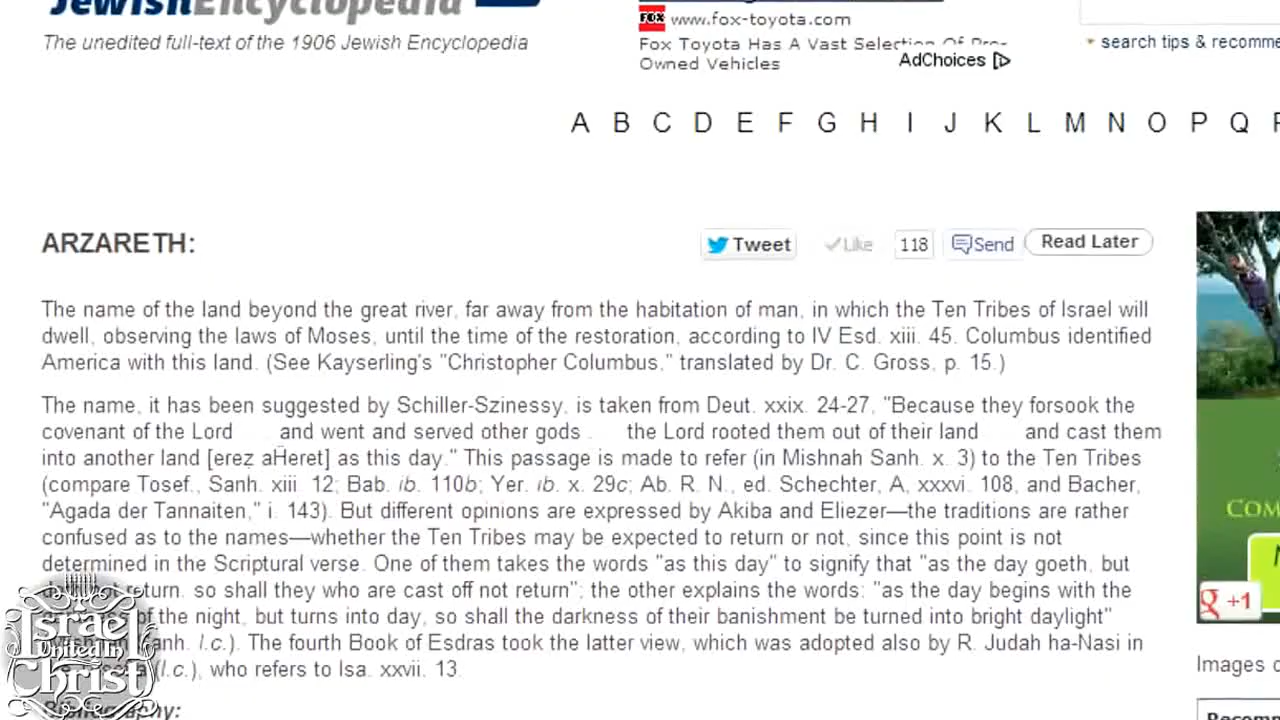 JewishEncyclopedia
The unedited full-text of the 1906 Jewish Encyclopedia
FOX www.fox-toyota.com
Fox Toyota Has A Vast Selection Of Pre-
Owned Vehicles
AdChoices
search tips & recomme
A B C D E F G H I J K L M N O P Q
ARZARETH:
Tweet Like 118 Send Read Later
The name of the land beyond the great river, far away from the habitation of man, in which the Ten Tribes of Israel will
dwell, observing the laws of Moses, until the time of the restoration, according to IV Esd. xiii. 45. Columbus identified
America with this land. (See Kayserling's "Christopher Columbus," translated by Dr. C. Gross, p. 15.)
The name, it has been suggested by Schiller-Szinessy, is taken from Deut. xxix. 24-27, "Because they forsook the
covenant of the Lord and went and served other gods . the Lord rooted them out of their land and cast them
into another land [ereẓ aḤeret] as this day." This passage is made to refer (in Mishnah Sanh. x. 3) to the Ten Tribes
(compare Tosef., Sanh. xiii 12; Bab. ib. 110b; Yer. ib. x. 29c; Ab. R. N., ed. Schechter, A, xxxvi. 108, and Bacher,
"Agada der Tannaiten," i. 143). But different opinions are expressed by Akiba and Eliezer—the traditions are rather
confused as to the names—whether the Ten Tribes may be expected to return or not, since this point is not
determined in the Scriptural verse. One of them takes the words "as this day" to signify that "as the day goeth, but
return, so shall they who are cast off not return"; the other explains the words: "as the day begins with the
of the night, but turns into day, so shall the darkness of their banishment be turned into bright daylight"
anh. l.c.). The fourth Book of Esdras took the latter view, which was adopted also by R. Judah ha-Nasi in
(l.c.), who refers to Isa. xxvii. 13.
Bibliography:
Israel
United In
Christ
COM
g +1
Images
Recom